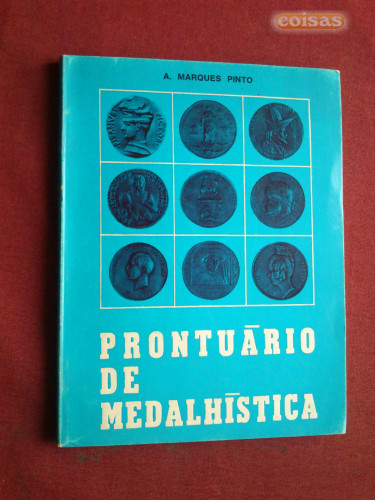 coisas
A. MARQUES PINTO
PRONTUÁRIO
DE
MEDALHÍSTICA